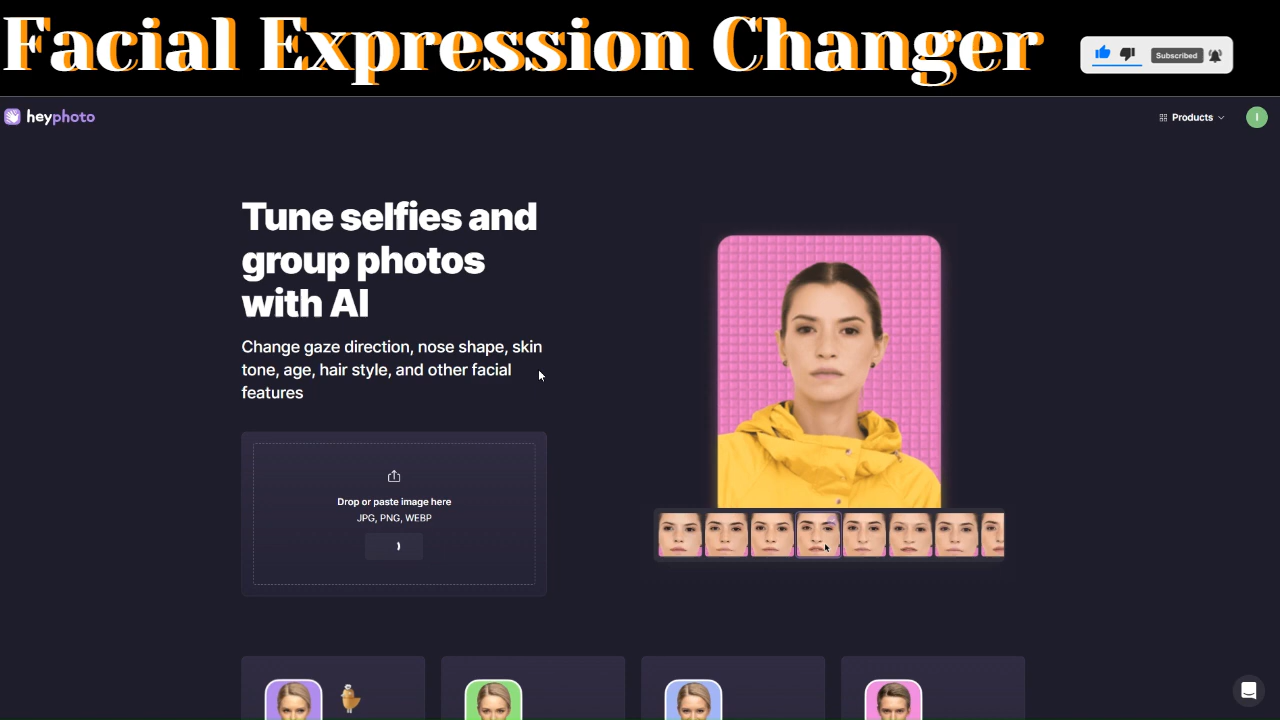 Facial Expression Changer
Subscribed
heyphoto
Products
I
Tune selfies and
group photos
with AI
Change gaze direction, nose shape, skin
tone, age, hair style, and other facial
features
Drop or paste image here
JPG, PNG, WEBP